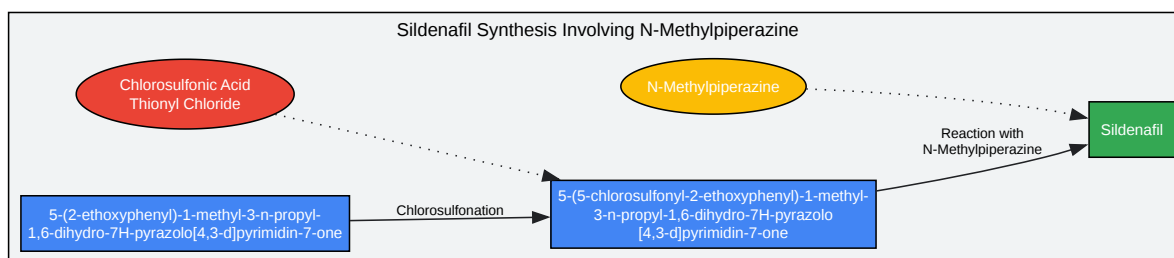 Sildenafil Synthesis Involving N-Methylpiperazine
Chlorosulfonic Acid
Thionyl Chloride
N-Methylpiperazine
Sildenafil
Reaction with
N-Methylpiperazine
5-(2-ethoxyphenyl)-1-methyl-3-n-propyl-
1,6-dihydro-7H-pyrazolo[4,3-d]pyrimidin-7-one
Chlorosulfonation
5-(5-chlorosulfonyl-2-ethoxyphenyl)-1-methyl-
3-n-propyl-1,6-dihydro-7H-pyrazolo
[4,3-d]pyrimidin-7-one